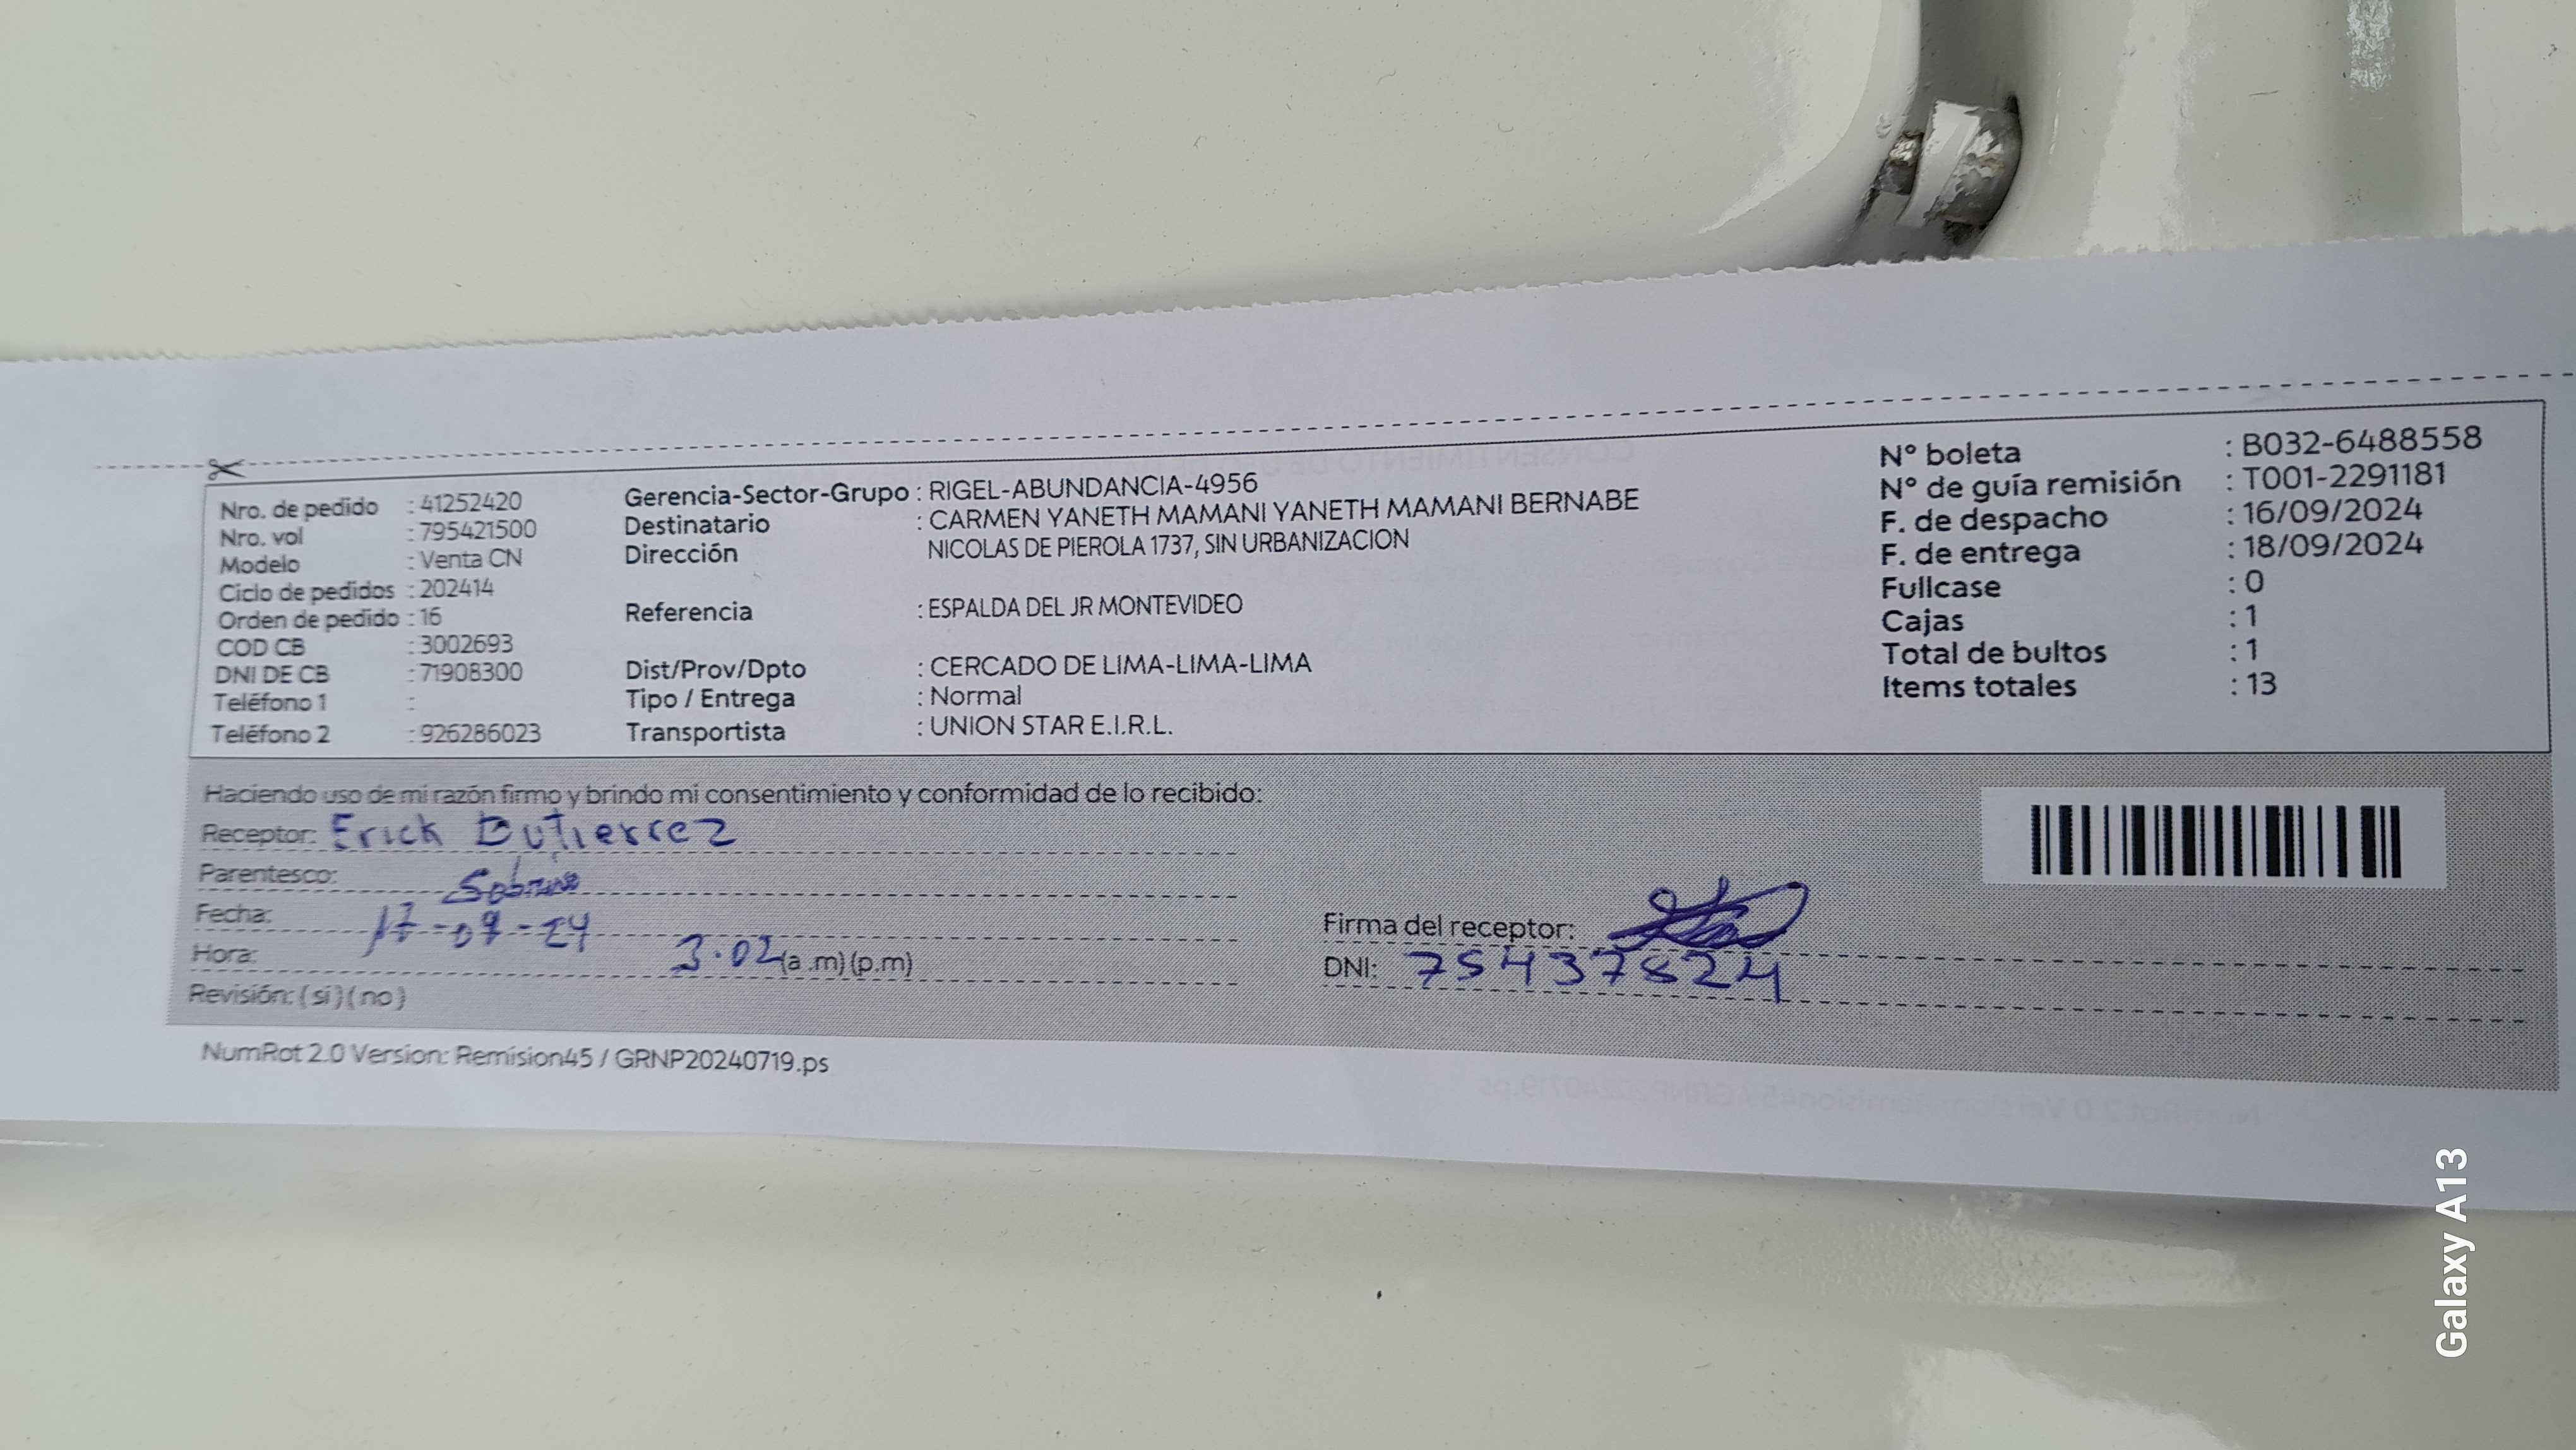 Nro. de pedido : 41252420
Nro. vol : 795421500
Modelo : Venta CN
Ciclo de pedidos : 202414
Orden de pedido : 16
COD CB : 3002693
DNI DE CB : 71908300
Teléfono 1 :
Teléfono 2 : 926286023
Gerencia-Sector-Grupo : RIGEL-ABUNDANCIA-4956
Destinatario : CARMEN YANETH MAMANI YANETH MAMANI BERNABE
Dirección NICOLAS DE PIEROLA 1737, SIN URBANIZACION
Referencia : ESPALDA DEL JR MONTEVIDEO
Dist/Prov/Dpto : CERCADO DE LIMA-LIMA-LIMA
Tipo / Entrega : Normal
Transportista : UNION STAR E.I.R.L.
N° boleta : B032-6488558
N° de guía remisión : T001-2291181
F. de despacho : 16/09/2024
F. de entrega : 18/09/2024
Fullcase : 0
Cajas : 1
Total de bultos : 1
Items totales : 13
Haciendo uso de mi razón firmo y brindo mi consentimiento y conformidad de lo recibido:
Receptor: Erick Gutierrez
Parentesco: Sobrino
Fecha: 17-09-24
Hora: 3.02 (a.m) (p.m)
Revisión: (si) (no)
Firma del receptor:
DNI: 75437824
NumRot 2.0 Version: Remision45 / GRNP20240719.ps
Galaxy A13